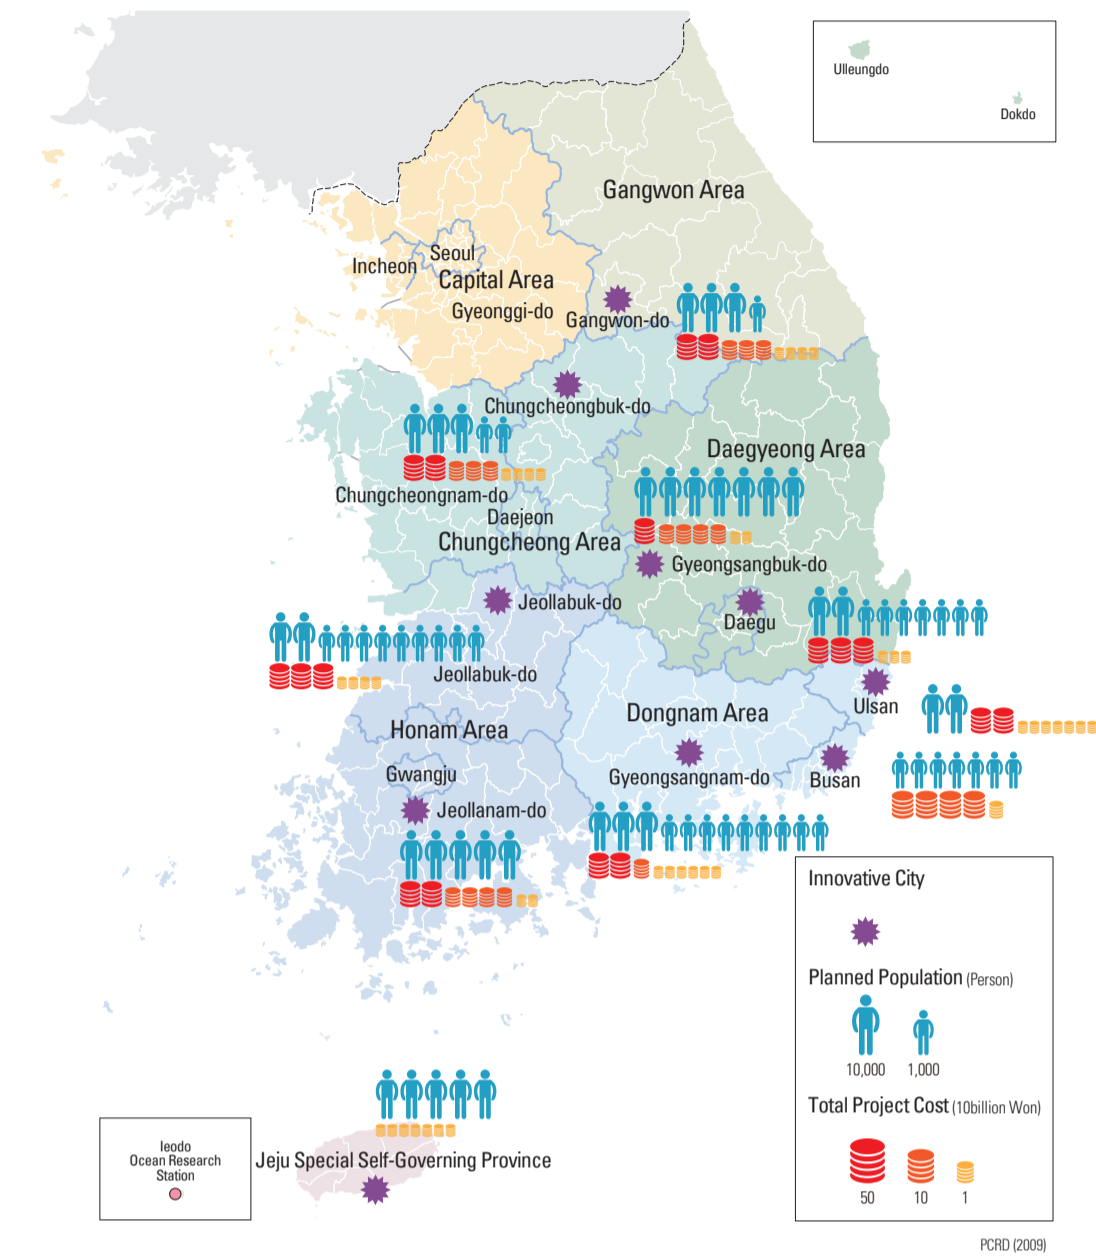 Ulleungdo
Dokdo
Gangwon Area
Seoul
Incheon
Capital Area
Gyeonggi-do
Gangwon-do
Chungcheongbuk-do
Daegyeong Area
Chungcheongnam-do
Daejeon
Chungcheong Area
Gyeongsangbuk-do
Jeollabuk-do
Daegu
Jeollabuk-do
Ulsan
Dongnam Area
Honam Area
Gwangju
Gyeongsangnam-do
Busan
Jeollanam-do
Innovative City
Planned Population (Person)
10,000 1,000
Total Project Cost (10billion Won)
50 10 1
Ieodo
Ocean Research
Station
Jeju Special Self-Governing Province
PCRD (2009)